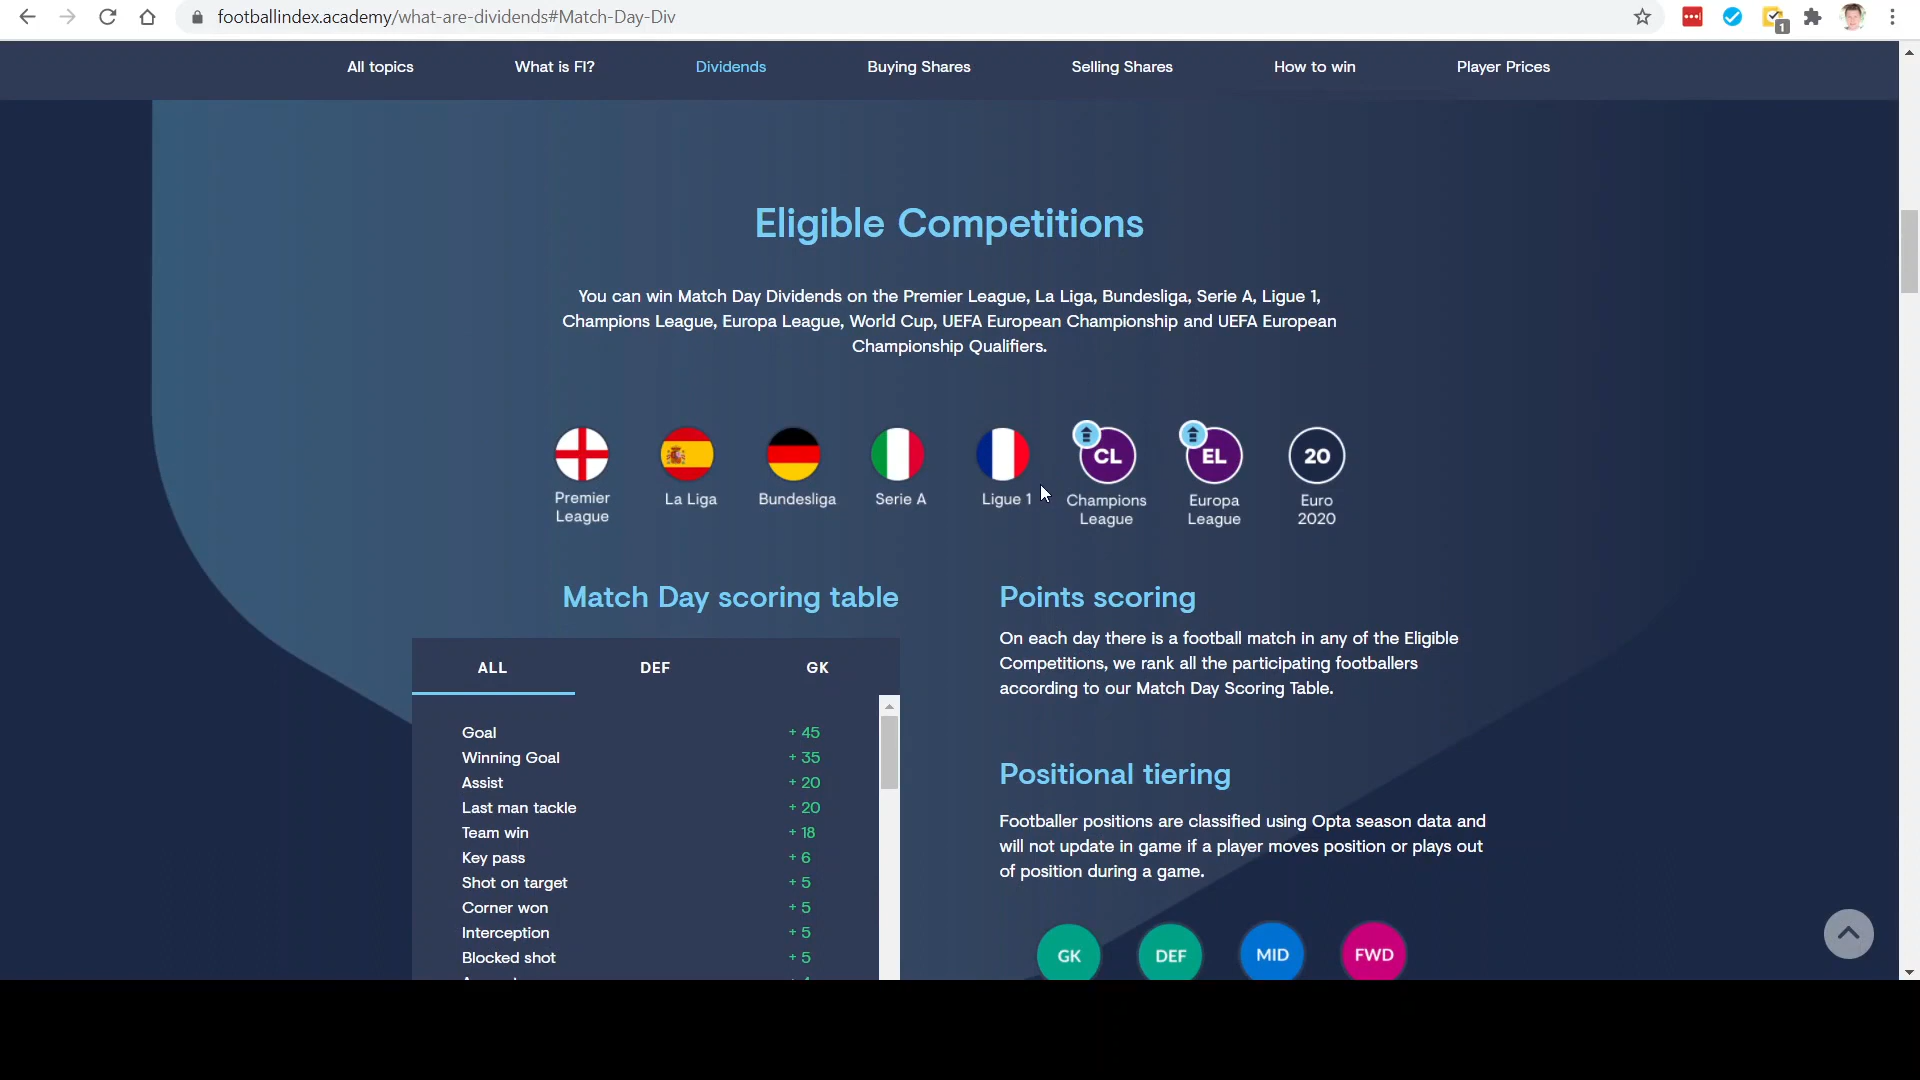 footballindex.academy/what-are-dividends#Match-Day-Div
1
All topics
What is FI?
Dividends
Buying Shares
Selling Shares
How to win
Player Prices
Eligible Competitions
You can win Match Day Dividends on the Premier League, La Liga, Bundesliga, Serie A, Ligue 1,
Champions League, Europa League, World Cup, UEFA European Championship and UEFA European
Championship Qualifiers.
CL
EL
20
Premier
League
La Liga
Bundesliga
Serie A
Ligue 1
Champions
League
Europa
League
Euro
2020
Match Day scoring table
ALL
DEF
GK
Goal + 45
Winning Goal + 35
Assist + 20
Last man tackle + 20
Team win + 18
Key pass + 6
Shot on target + 5
Corner won + 5
Interception + 5
Blocked shot + 5
Points scoring
On each day there is a football match in any of the Eligible
Competitions, we rank all the participating footballers
according to our Match Day Scoring Table.
Positional tiering
Footballer positions are classified using Opta season data and
will not update in game if a player moves position or plays out
of position during a game.
GK
DEF
MID
FWD